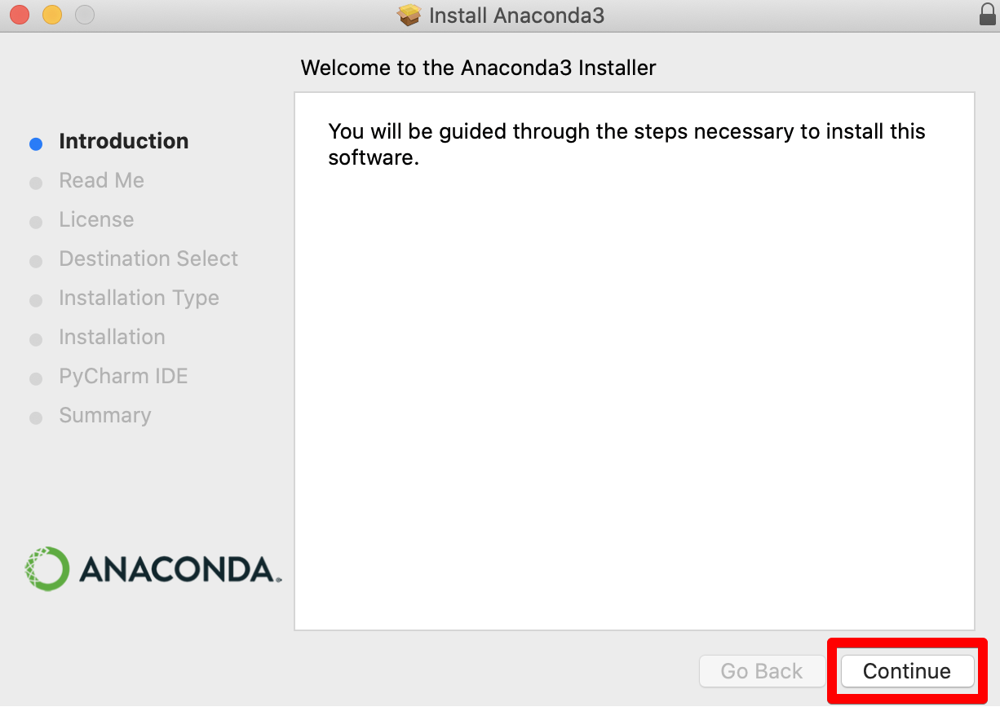 Install Anaconda3
Welcome to the Anaconda3 Installer
Introduction
Read Me
License
Destination Select
Installation Type
Installation
PyCharm IDE
Summary
You will be guided through the steps necessary to install this
software.
ANACONDA
Go Back
Continue